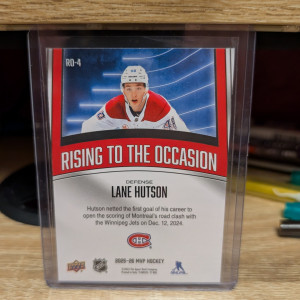 RO-4
RISING TO THE OCCASION
DEFENSE
LANE HUTSON
Hutson netted the first goal of his career to
open the scoring of Montreal's road clash with
the Winnipeg Jets on Dec. 12, 2024.
2025-26 MVP HOCKEY